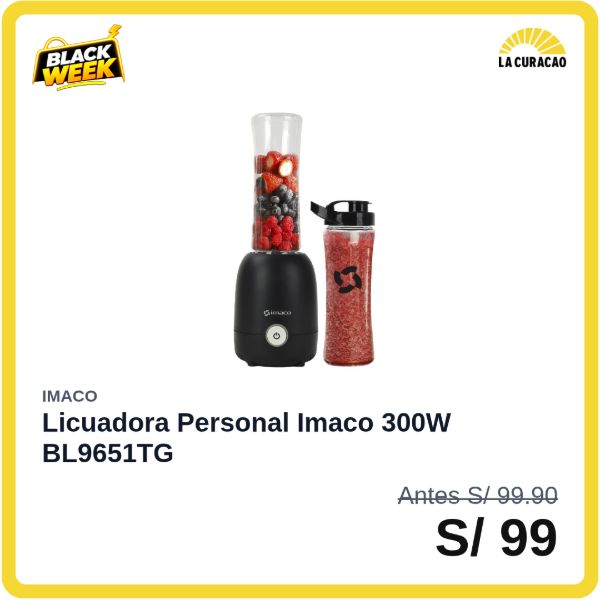 BLACK
WEEK
LA CURACAO
imaco
IMACO
Licuadora Personal Imaco 300W
BL9651TG
Antes S/ 99.90
S/ 99